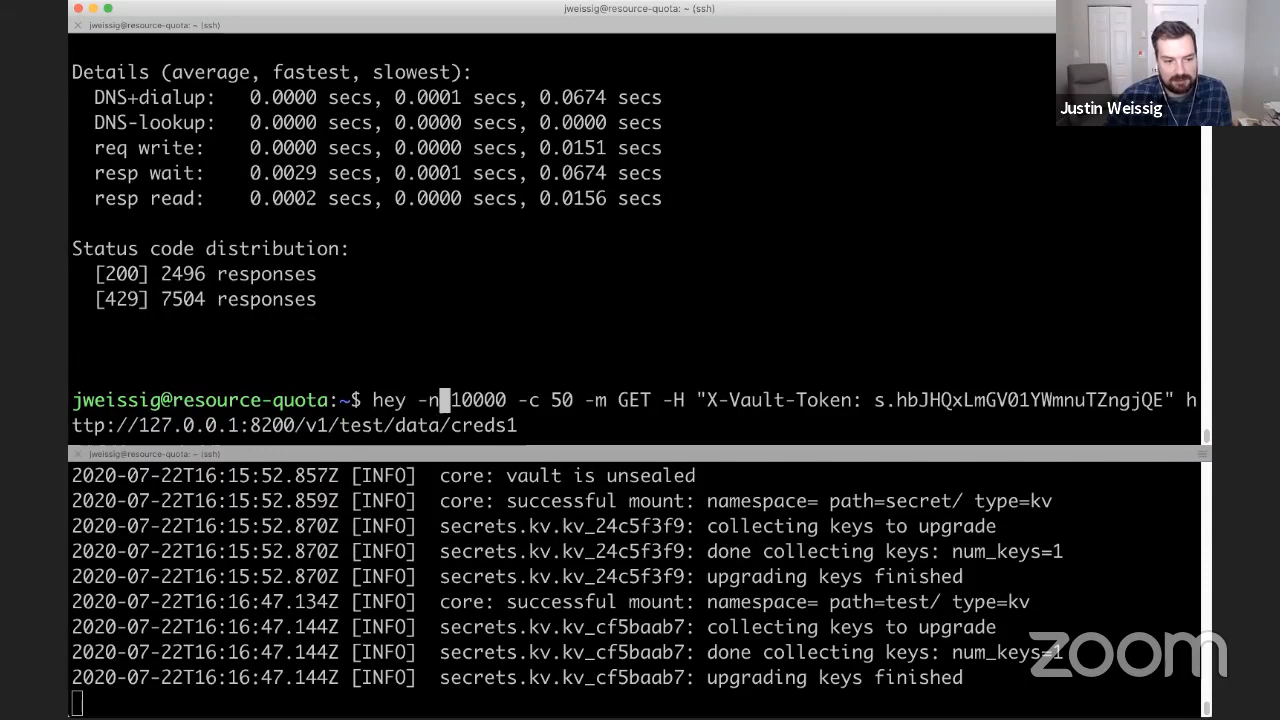 jweissig@resource-quota: ~ (ssh)
jweissig@resource-quota: ~ (ssh)
Details (average, fastest, slowest):
DNS+dialup: 0.0000 secs, 0.0001 secs, 0.0674 secs
DNS-lookup: 0.0000 secs, 0.0000 secs, 0.0000 secs
req write: 0.0000 secs, 0.0000 secs, 0.0151 secs
resp wait: 0.0029 secs, 0.0001 secs, 0.0674 secs
resp read: 0.0002 secs, 0.0000 secs, 0.0156 secs
Justin Weissig
Status code distribution:
[200] 2496 responses
[429] 7504 responses
jweissig@resource-quota:~$ hey -n 10000 -c 50 -m GET -H "X-Vault-Token: s.hbJHQxLmGV01YWmnuTZngjQE" h
ttp://127.0.0.1:8200/v1/test/data/creds1
jweissig@resource-quota: ~ (ssh)
2020-07-22T16:15:52.857Z [INFO] core: vault is unsealed
2020-07-22T16:15:52.859Z [INFO] core: successful mount: namespace= path=secret/ type=kv
2020-07-22T16:15:52.870Z [INFO] secrets.kv.kv_24c5f3f9: collecting keys to upgrade
2020-07-22T16:15:52.870Z [INFO] secrets.kv.kv_24c5f3f9: done collecting keys: num_keys=1
2020-07-22T16:15:52.870Z [INFO] secrets.kv.kv_24c5f3f9: upgrading keys finished
2020-07-22T16:16:47.134Z [INFO] core: successful mount: namespace= path=test/ type=kv
2020-07-22T16:16:47.144Z [INFO] secrets.kv.kv_cf5baab7: collecting keys to upgrade
2020-07-22T16:16:47.144Z [INFO] secrets.kv.kv_cf5baab7: done collecting keys: num_keys=1
2020-07-22T16:16:47.144Z [INFO] secrets.kv.kv_cf5baab7: upgrading keys finished
zoom